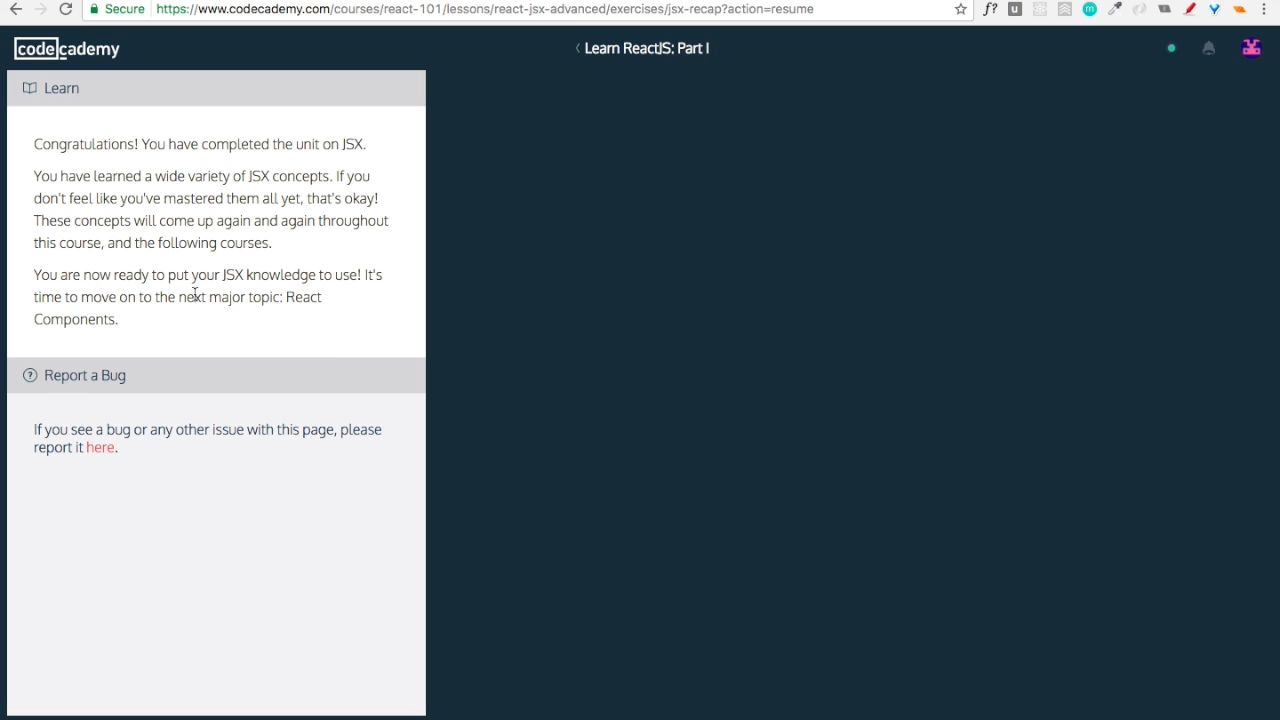 Secure https://www.codecademy.com/courses/react-101/lessons/react-jsx-advanced/exercises/jsx-recap?action=resume
f?
u
m
codecademy
Learn ReactJS: Part I
Learn
Congratulations! You have completed the unit on JSX.
You have learned a wide variety of JSX concepts. If you
don't feel like you've mastered them all yet, that's okay!
These concepts will come up again and again throughout
this course, and the following courses.
You are now ready to put your JSX knowledge to use! It's
time to move on to the next major topic: React
Components.
? Report a Bug
If you see a bug or any other issue with this page, please
report it here.